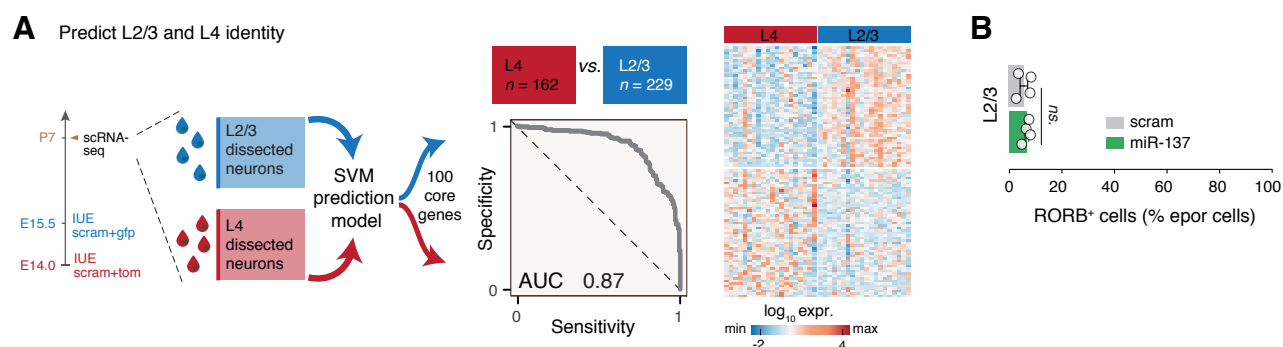 A
Predict L2/3 and L4 identity
P7
scRNA-
seq
E15.5
IUE
scram+gfp
E14.0
IUE
scram+tom
L2/3
dissected
neurons
L4
dissected
neurons
SVM
prediction
model
100
core
genes
L4
n = 162
vs.
L2/3
n = 229
1
Specificity
0
AUC 0.87
0
1
Sensitivity
L4
L2/3
log10 expr.
min
max
-2
4
B
L2/3
ns.
scram
miR-137
0 20 40 60 80 100
RORB+ cells (% epor cells)